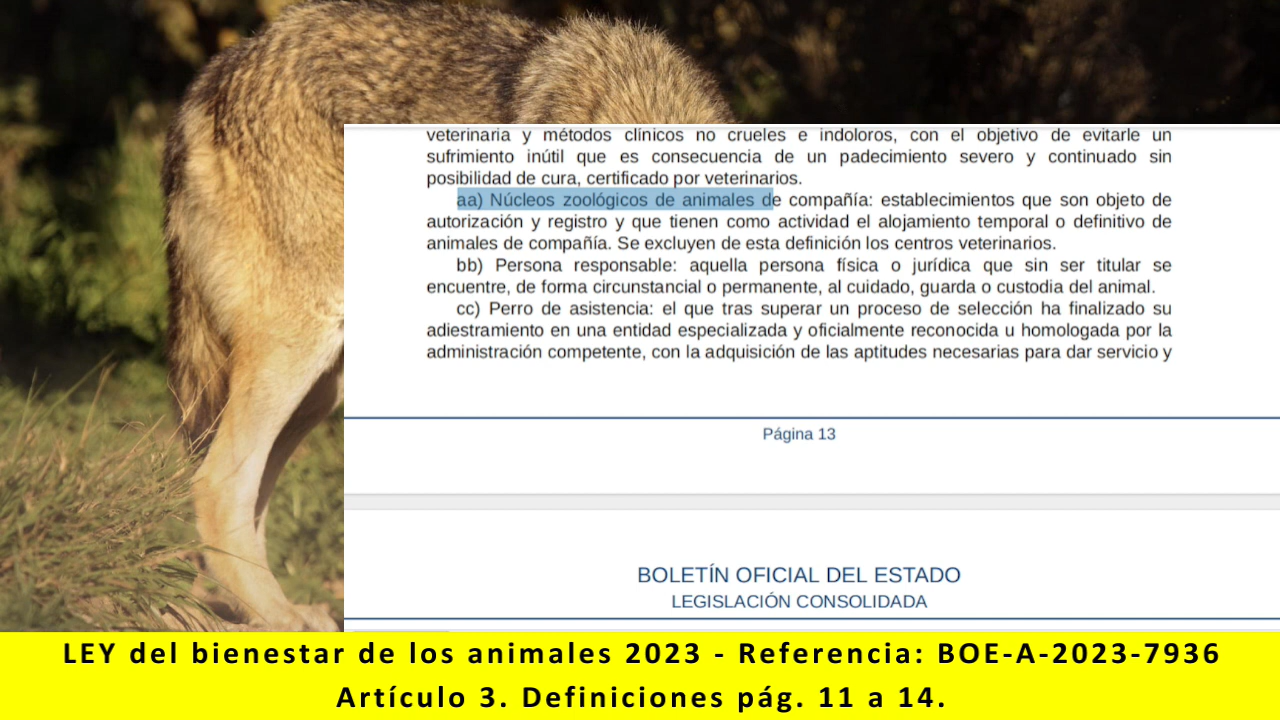 veterinaria y métodos clínicos no crueles e indoloros, con el objetivo de evitarle un
sufrimiento inútil que es consecuencia de un padecimiento severo y continuado sin
posibilidad de cura, certificado por veterinarios.
aa) Núcleos zoológicos de animales de compañía: establecimientos que son objeto de
autorización y registro y que tienen como actividad el alojamiento temporal o definitivo de
animales de compañía. Se excluyen de esta definición los centros veterinarios.
bb) Persona responsable: aquella persona física o jurídica que sin ser titular se
encuentre, de forma circunstancial o permanente, al cuidado, guarda o custodia del animal.
cc) Perro de asistencia: el que tras superar un proceso de selección ha finalizado su
adiestramiento en una entidad especializada y oficialmente reconocida u homologada por la
administración competente, con la adquisición de las aptitudes necesarias para dar servicio y
Página 13
BOLETÍN OFICIAL DEL ESTADO
LEGISLACIÓN CONSOLIDADA
LEY del bienestar de los animales 2023 - Referencia: BOE-A-2023-7936
Artículo 3. Definiciones pág. 11 a 14.